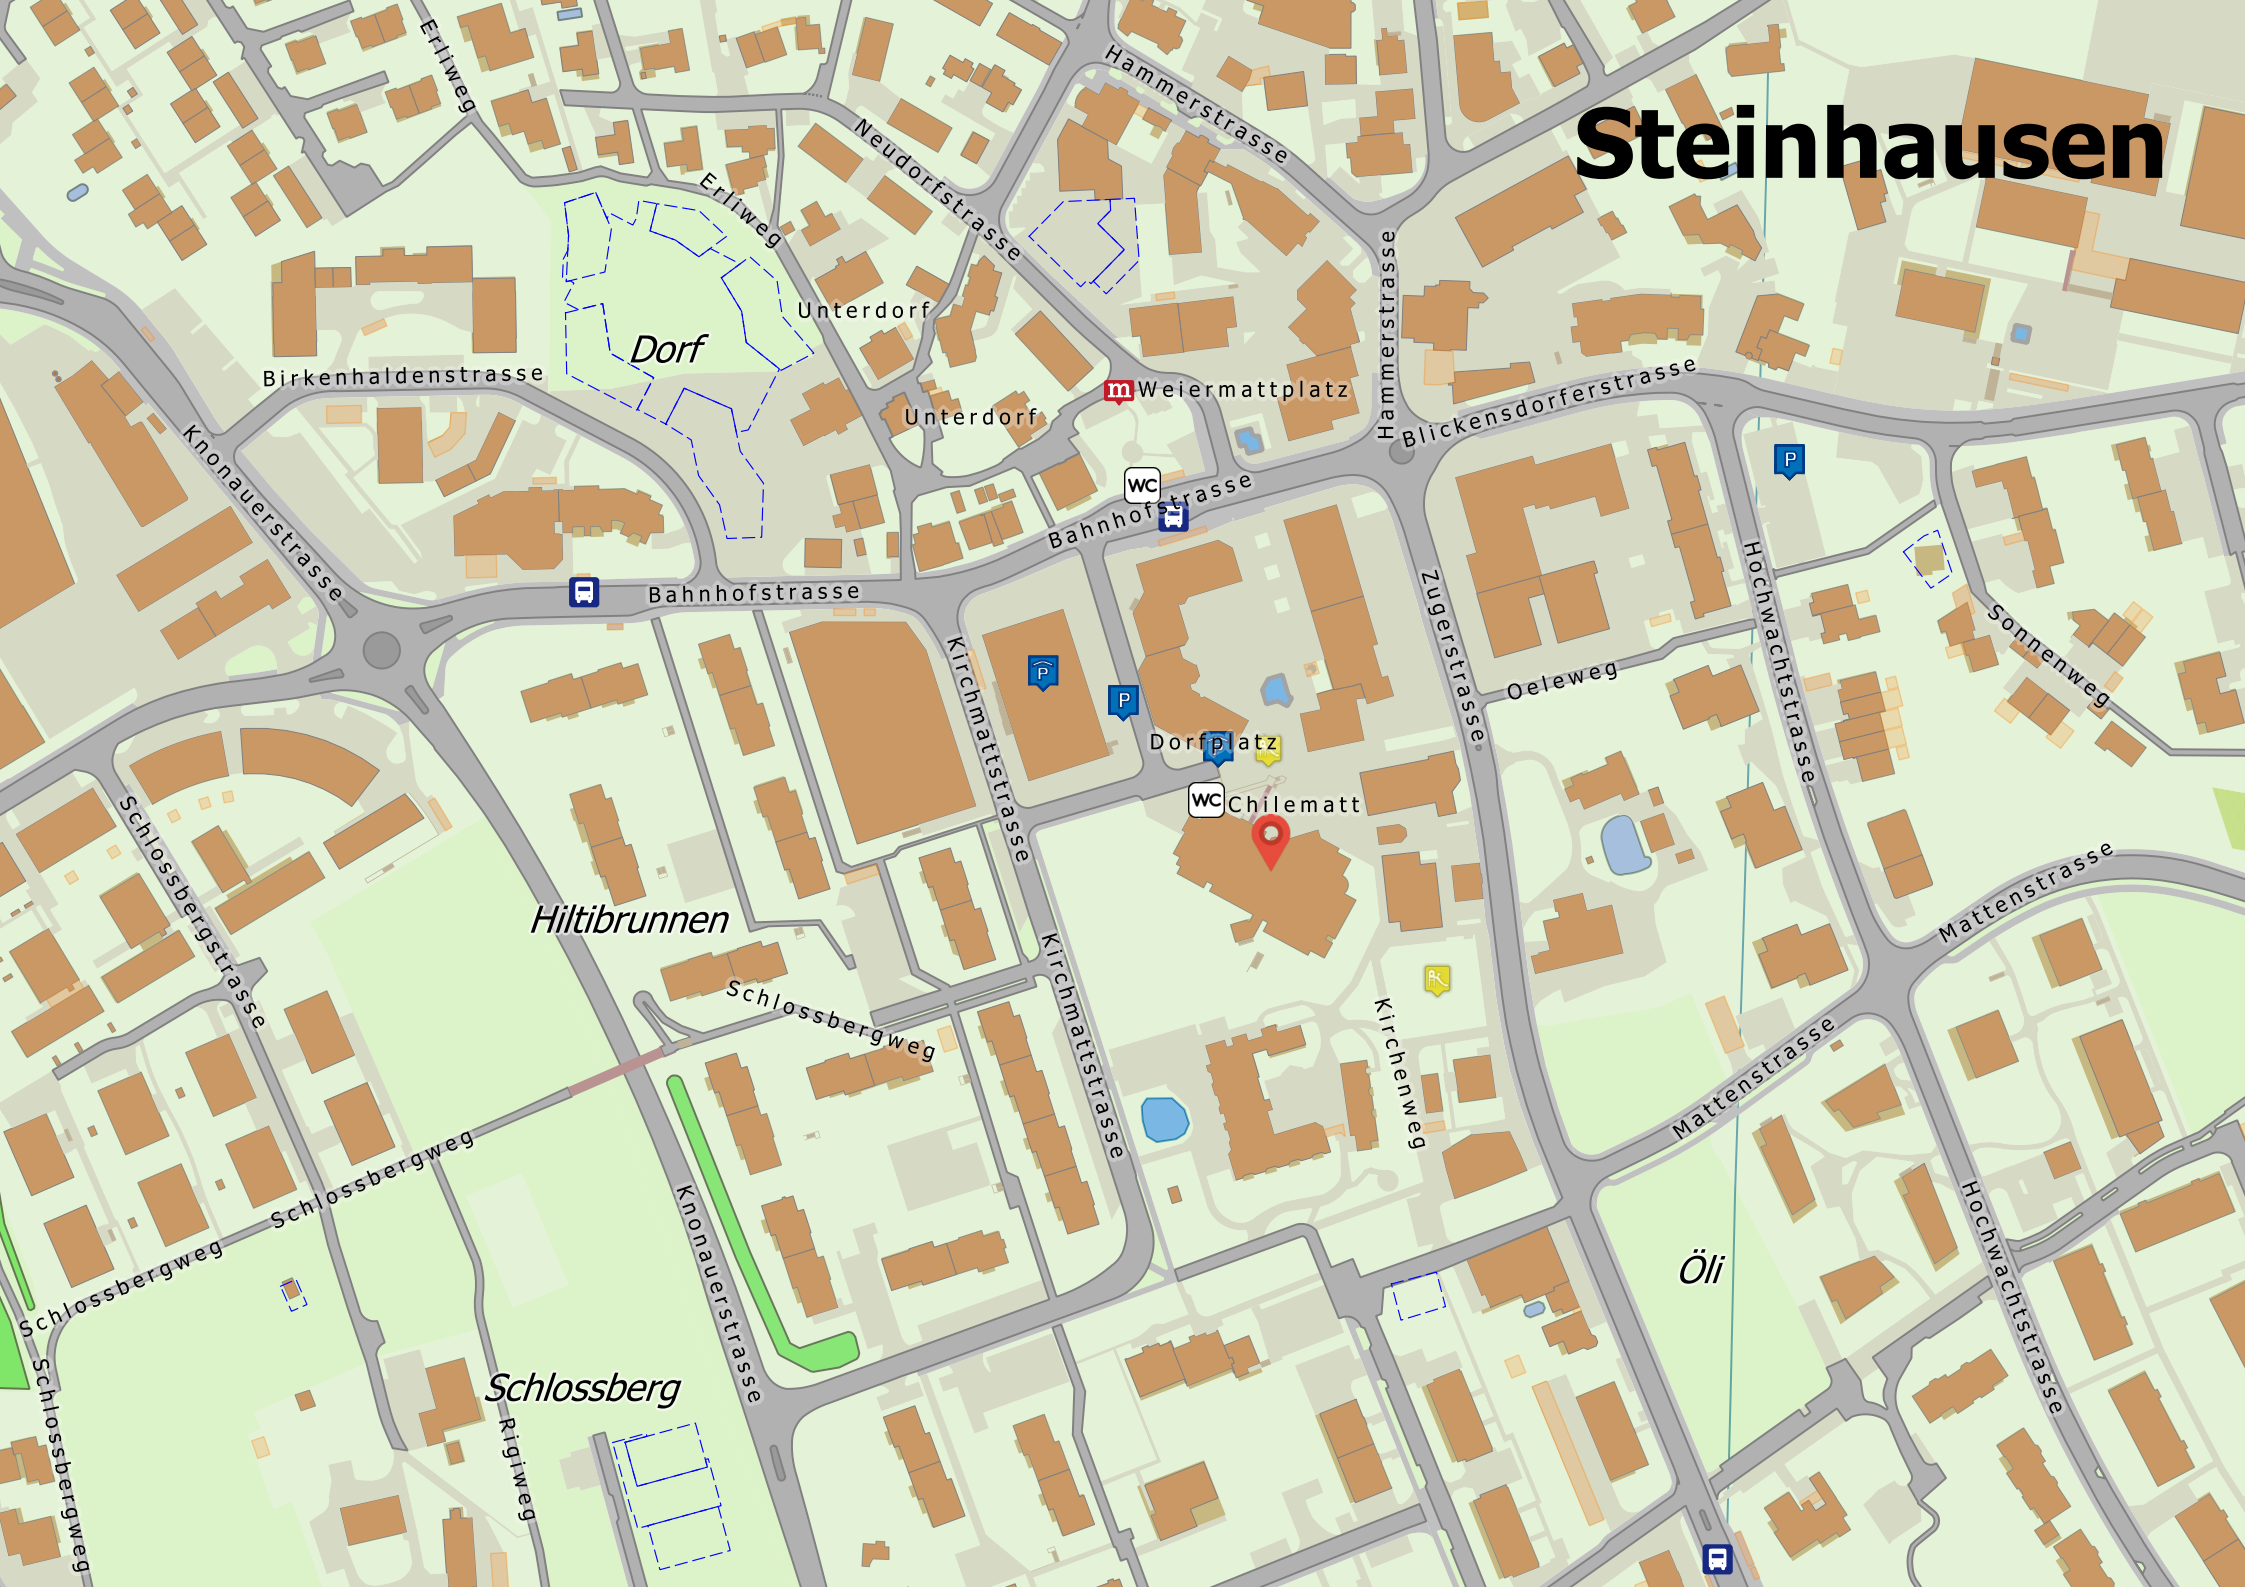 Erliweg
Hammerstrasse
Steinhausen
Neudorfstrasse
Erliweg
Hammerstrasse
Unterdorf
Dorf
Birkenhaldenstrasse
m Weiermattplatz
Blickensdorferstrasse
Unterdorf
Knonauerstrasse
P
WC
Bahnhofstrasse
Bahnhofstrasse
Zugerstrasse
Hochwachtstrasse
Sonnenweg
Kirchmattstrasse
P
P
Oeleweg
Dorfplatz
P
WC Chilematt
Schlossbergstrasse
Mattenstrasse
Hiltibrunnen
Schlossbergweg
Kirchmattstrasse
Kirchenweg
Mattenstrasse
Schlossbergweg
Schlossbergweg
Knonauerstrasse
Hochwachtstrasse
Öli
Schlossbergweg
Schlossberg
Rigiweg